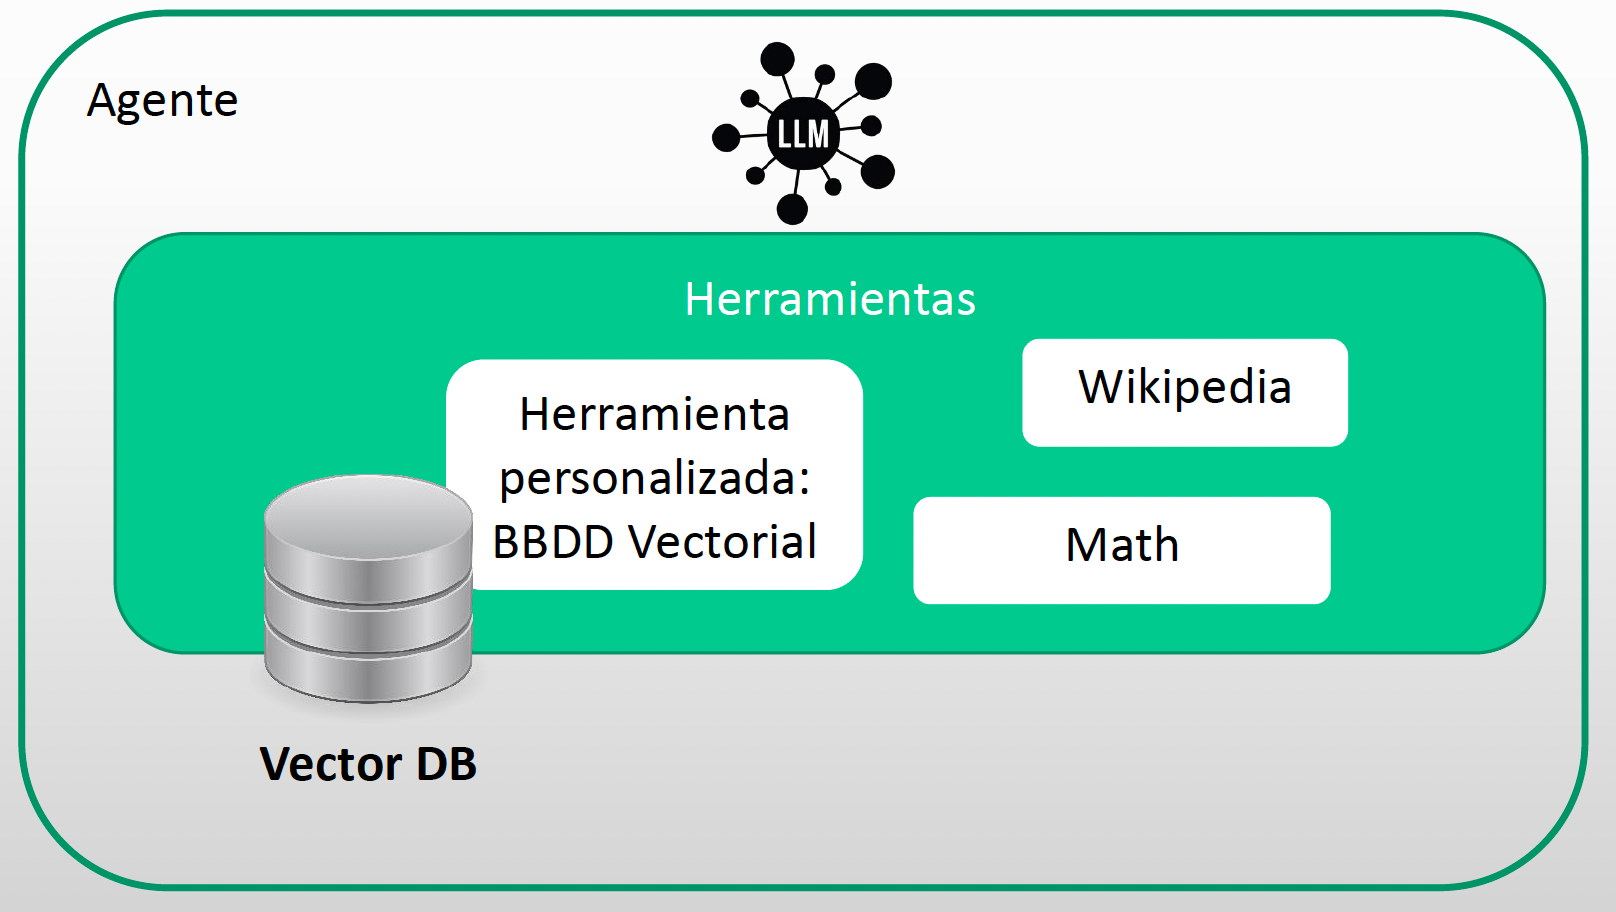 Agente
LLM
Herramientas
Herramienta
personalizada:
BBDD Vectorial
Wikipedia
Math
Vector DB